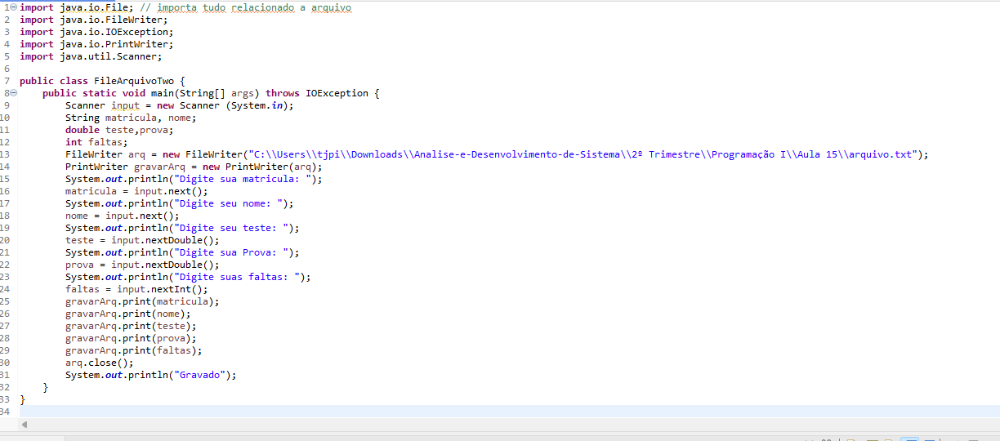 1 import java.io.File; // importa tudo relacionado a arquivo
2 import java.io.FileWriter;
3 import java.io.IOException;
4 import java.io.PrintWriter;
5 import java.util.Scanner;
6
7 public class FileArquivoTwo {
8 public static void main(String[] args) throws IOException {
9 Scanner input = new Scanner (System.in);
10 String matricula, nome;
11 double teste,prova;
12 int faltas;
13 FileWriter arq = new FileWriter("C:\\Users\\tjpi\\Downloads\\Analise-e-Desenvolvimento-de-Sistema\\2º Trimestre\\Programação I\\Aula 15\\arquivo.txt");
14 PrintWriter gravarArq = new PrintWriter(arq);
15 System.out.println("Digite sua matricula: ");
16 matricula = input.next();
17 System.out.println("Digite seu nome: ");
18 nome = input.next();
19 System.out.println("Digite seu teste: ");
20 teste = input.nextDouble();
21 System.out.println("Digite sua Prova: ");
22 prova = input.nextDouble();
23 System.out.println("Digite suas faltas: ");
24 faltas = input.nextInt();
25 gravarArq.print(matricula);
26 gravarArq.print(nome);
27 gravarArq.print(teste);
28 gravarArq.print(prova);
29 gravarArq.print(faltas);
30 arq.close();
31 System.out.println("Gravado");
32 }
33 }
34